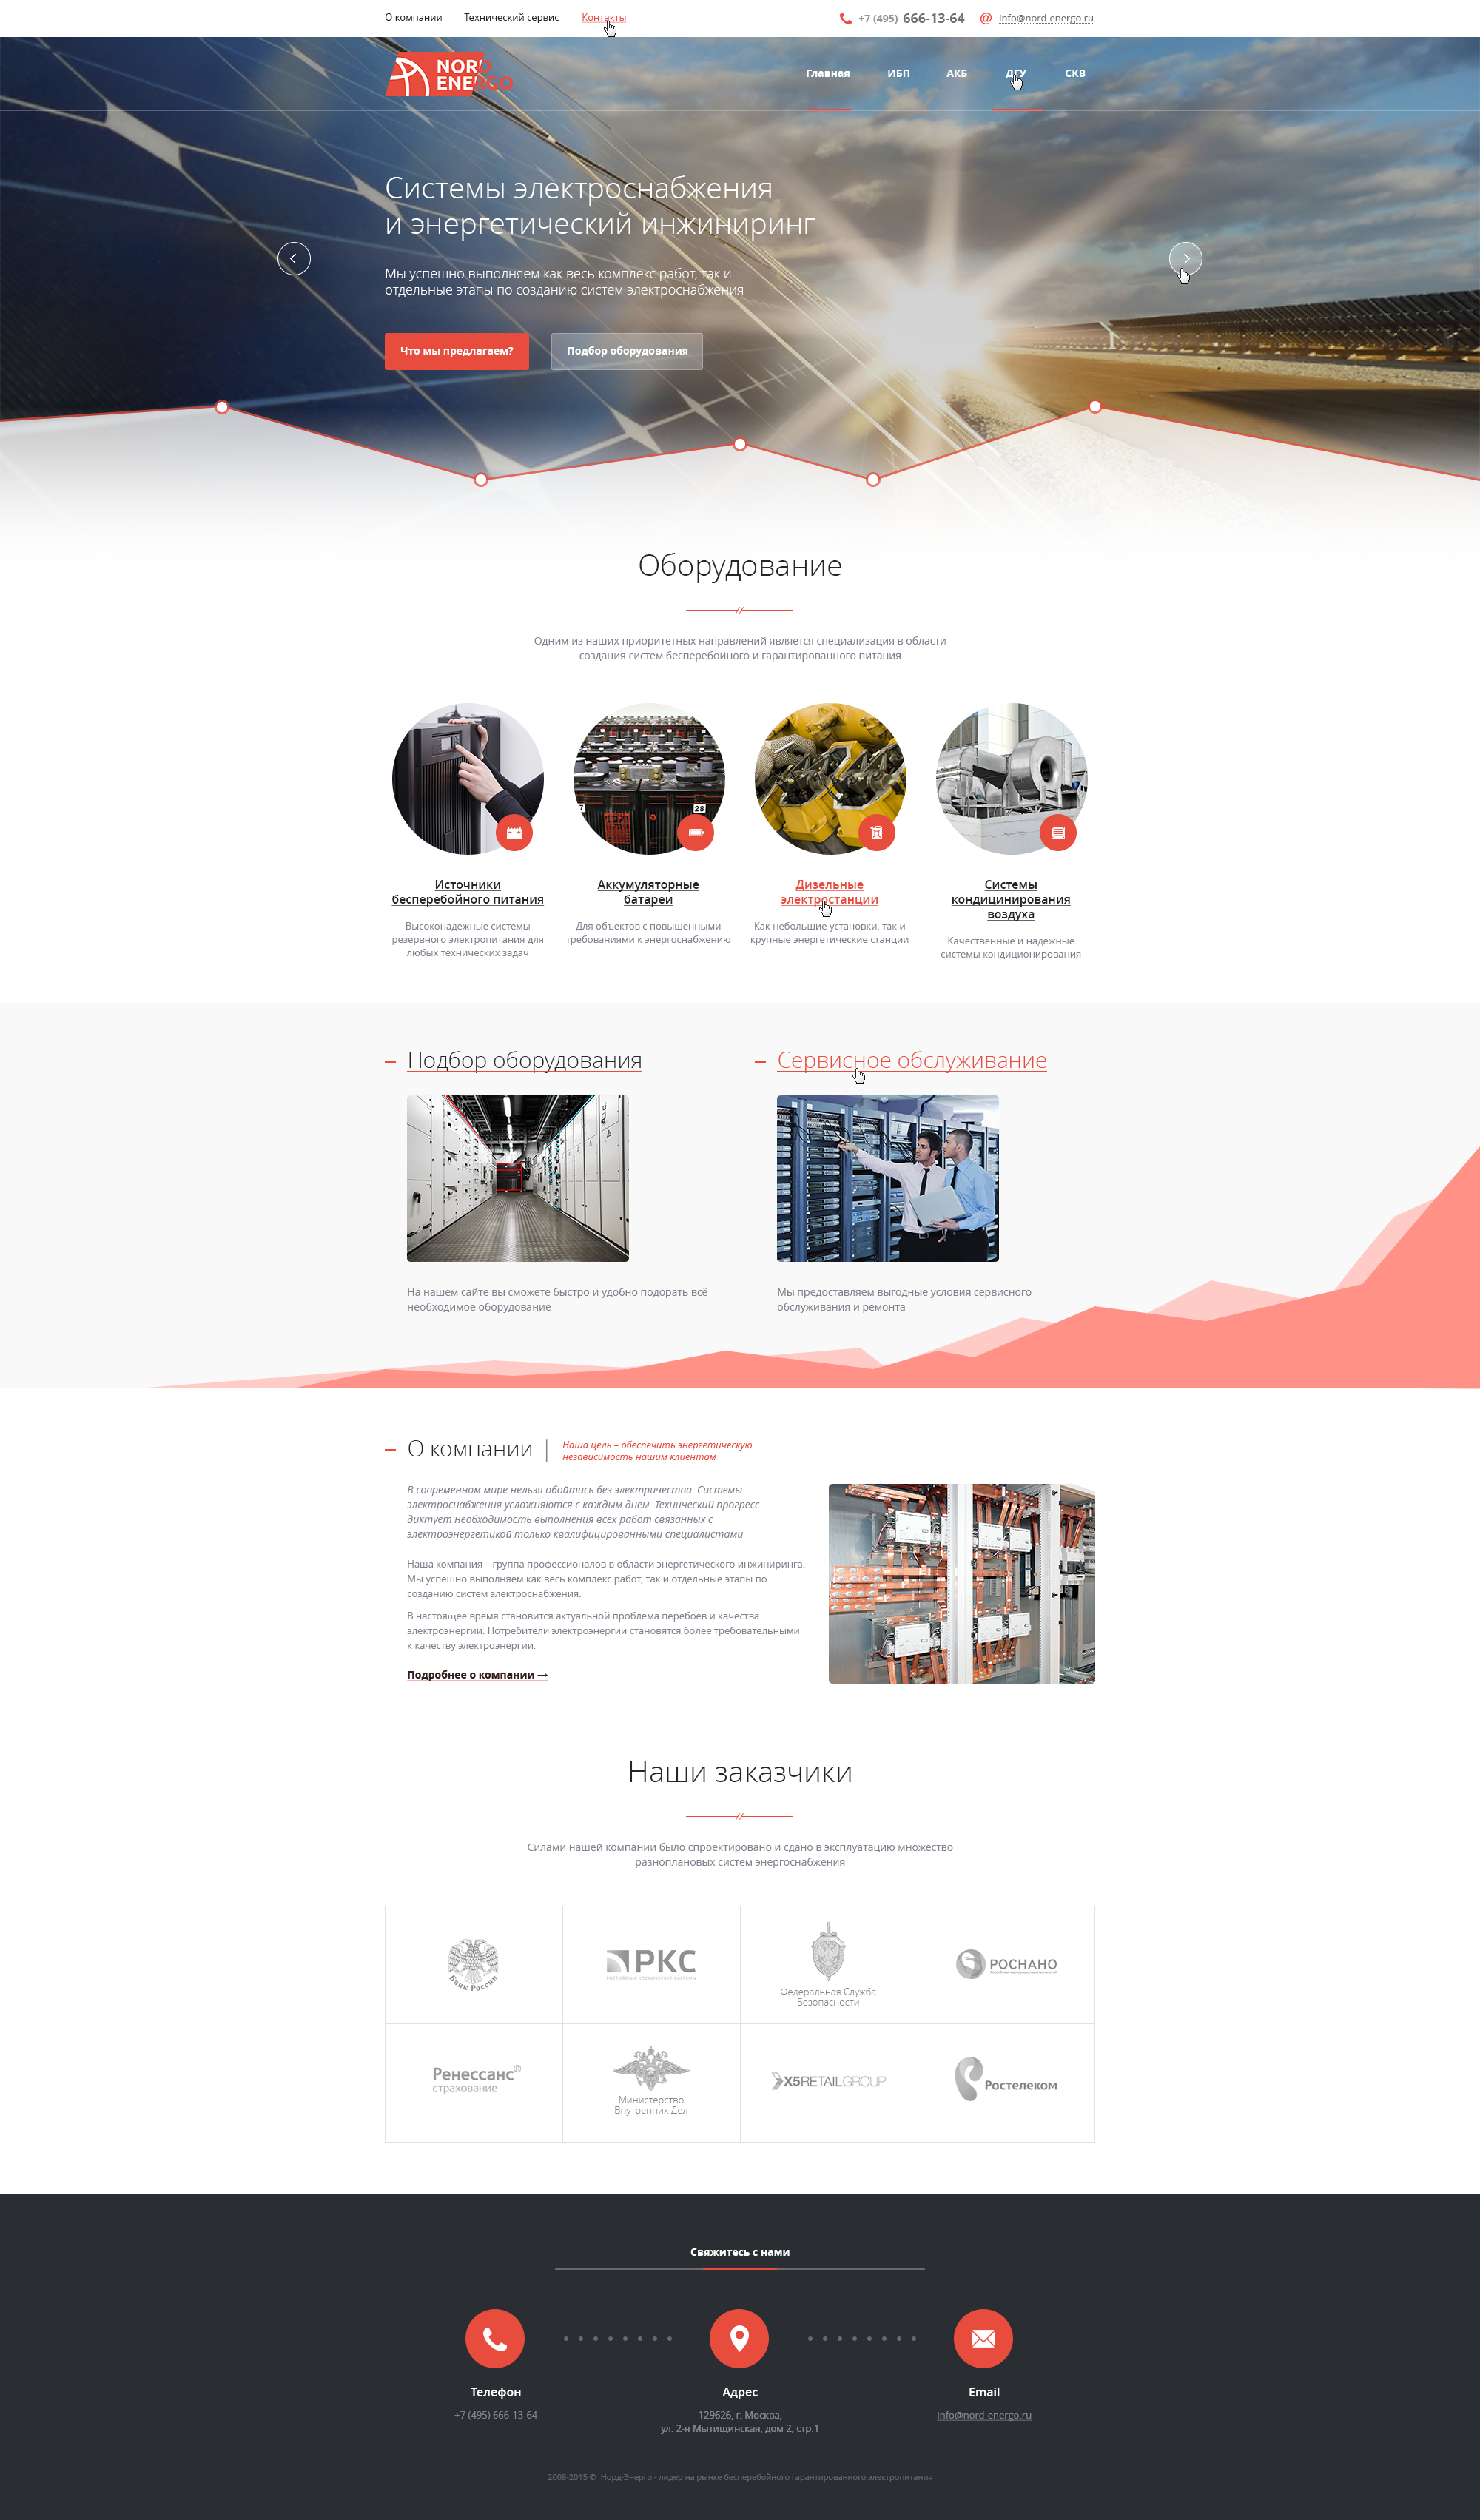 О компании
Технический сервис
Контакты
+7 (495) 666-13-64
info@nord-energo.ru
NORD
ENERGO
Главная
ИБП
АКБ
ДГУ
СКВ
Системы электроснабжения
и энергетический инжиниринг
Мы успешно выполняем как весь комплекс работ, так и
отдельные этапы по созданию систем электроснабжения
Что мы предлагаем?
Подбор оборудования
Оборудование
Одним из наших приоритетных направлений является специализация в области
создания систем бесперебойного и гарантированного питания
28
Источники
бесперебойного питания
Высоконадежные системы
резервного электропитания для
любых технических задач
Аккумуляторные
батареи
Для объектов с повышенными
требованиями к энергоснабжению
Дизельные
электростанции
Как небольшие установки, так и
крупные энергетические станции
Системы
кондицинирования
воздуха
Качественные и надежные
системы кондиционирования
Подбор оборудования
На нашем сайте вы сможете быстро и удобно подорать всё
необходимое оборудование
Сервисное обслуживание
Мы предоставляем выгодные условия сервисного
обслуживания и ремонта
О компании
Наша цель – обеспечить энергетическую
независимость нашим клиентам
В современном мире нельзя обойтись без электричества. Системы
электроснабжения усложняются с каждым днем. Технический прогресс
диктует необходимость выполнения всех работ связанных с
электроэнергетикой только квалифицированными специалистами
Наша компания – группа профессионалов в области энергетического инжиниринга.
Мы успешно выполняем как весь комплекс работ, так и отдельные этапы по
созданию систем электроснабжения.
В настоящее время становится актуальной проблема перебоев и качества
электроэнергии. Потребители электроэнергии становятся более требовательными
к качеству электроэнергии.
Подробнее о компании →
Наши заказчики
Силами нашей компании было спроектировано и сдано в эксплуатацию множество
разноплановых систем энергоснабжения
Банк России
РКС
РОССИЙСКИЕ КОСМИЧЕСКИЕ СИСТЕМЫ
Федеральная Служба
Безопасности
РОСНАНО
Ренессанс®
страхование
Министерство
Внутренних Дел
X5RETAILGROUP
Ростелеком
Свяжитесь с нами
Телефон
+7 (495) 666-13-64
Адрес
129626, г. Москва,
ул. 2-я Мытищинская, дом 2, стр.1
Email
info@nord-energo.ru
2008-2015 © Норд-Энерго - лидер на рынке бесперебойного гарантированного электропитания